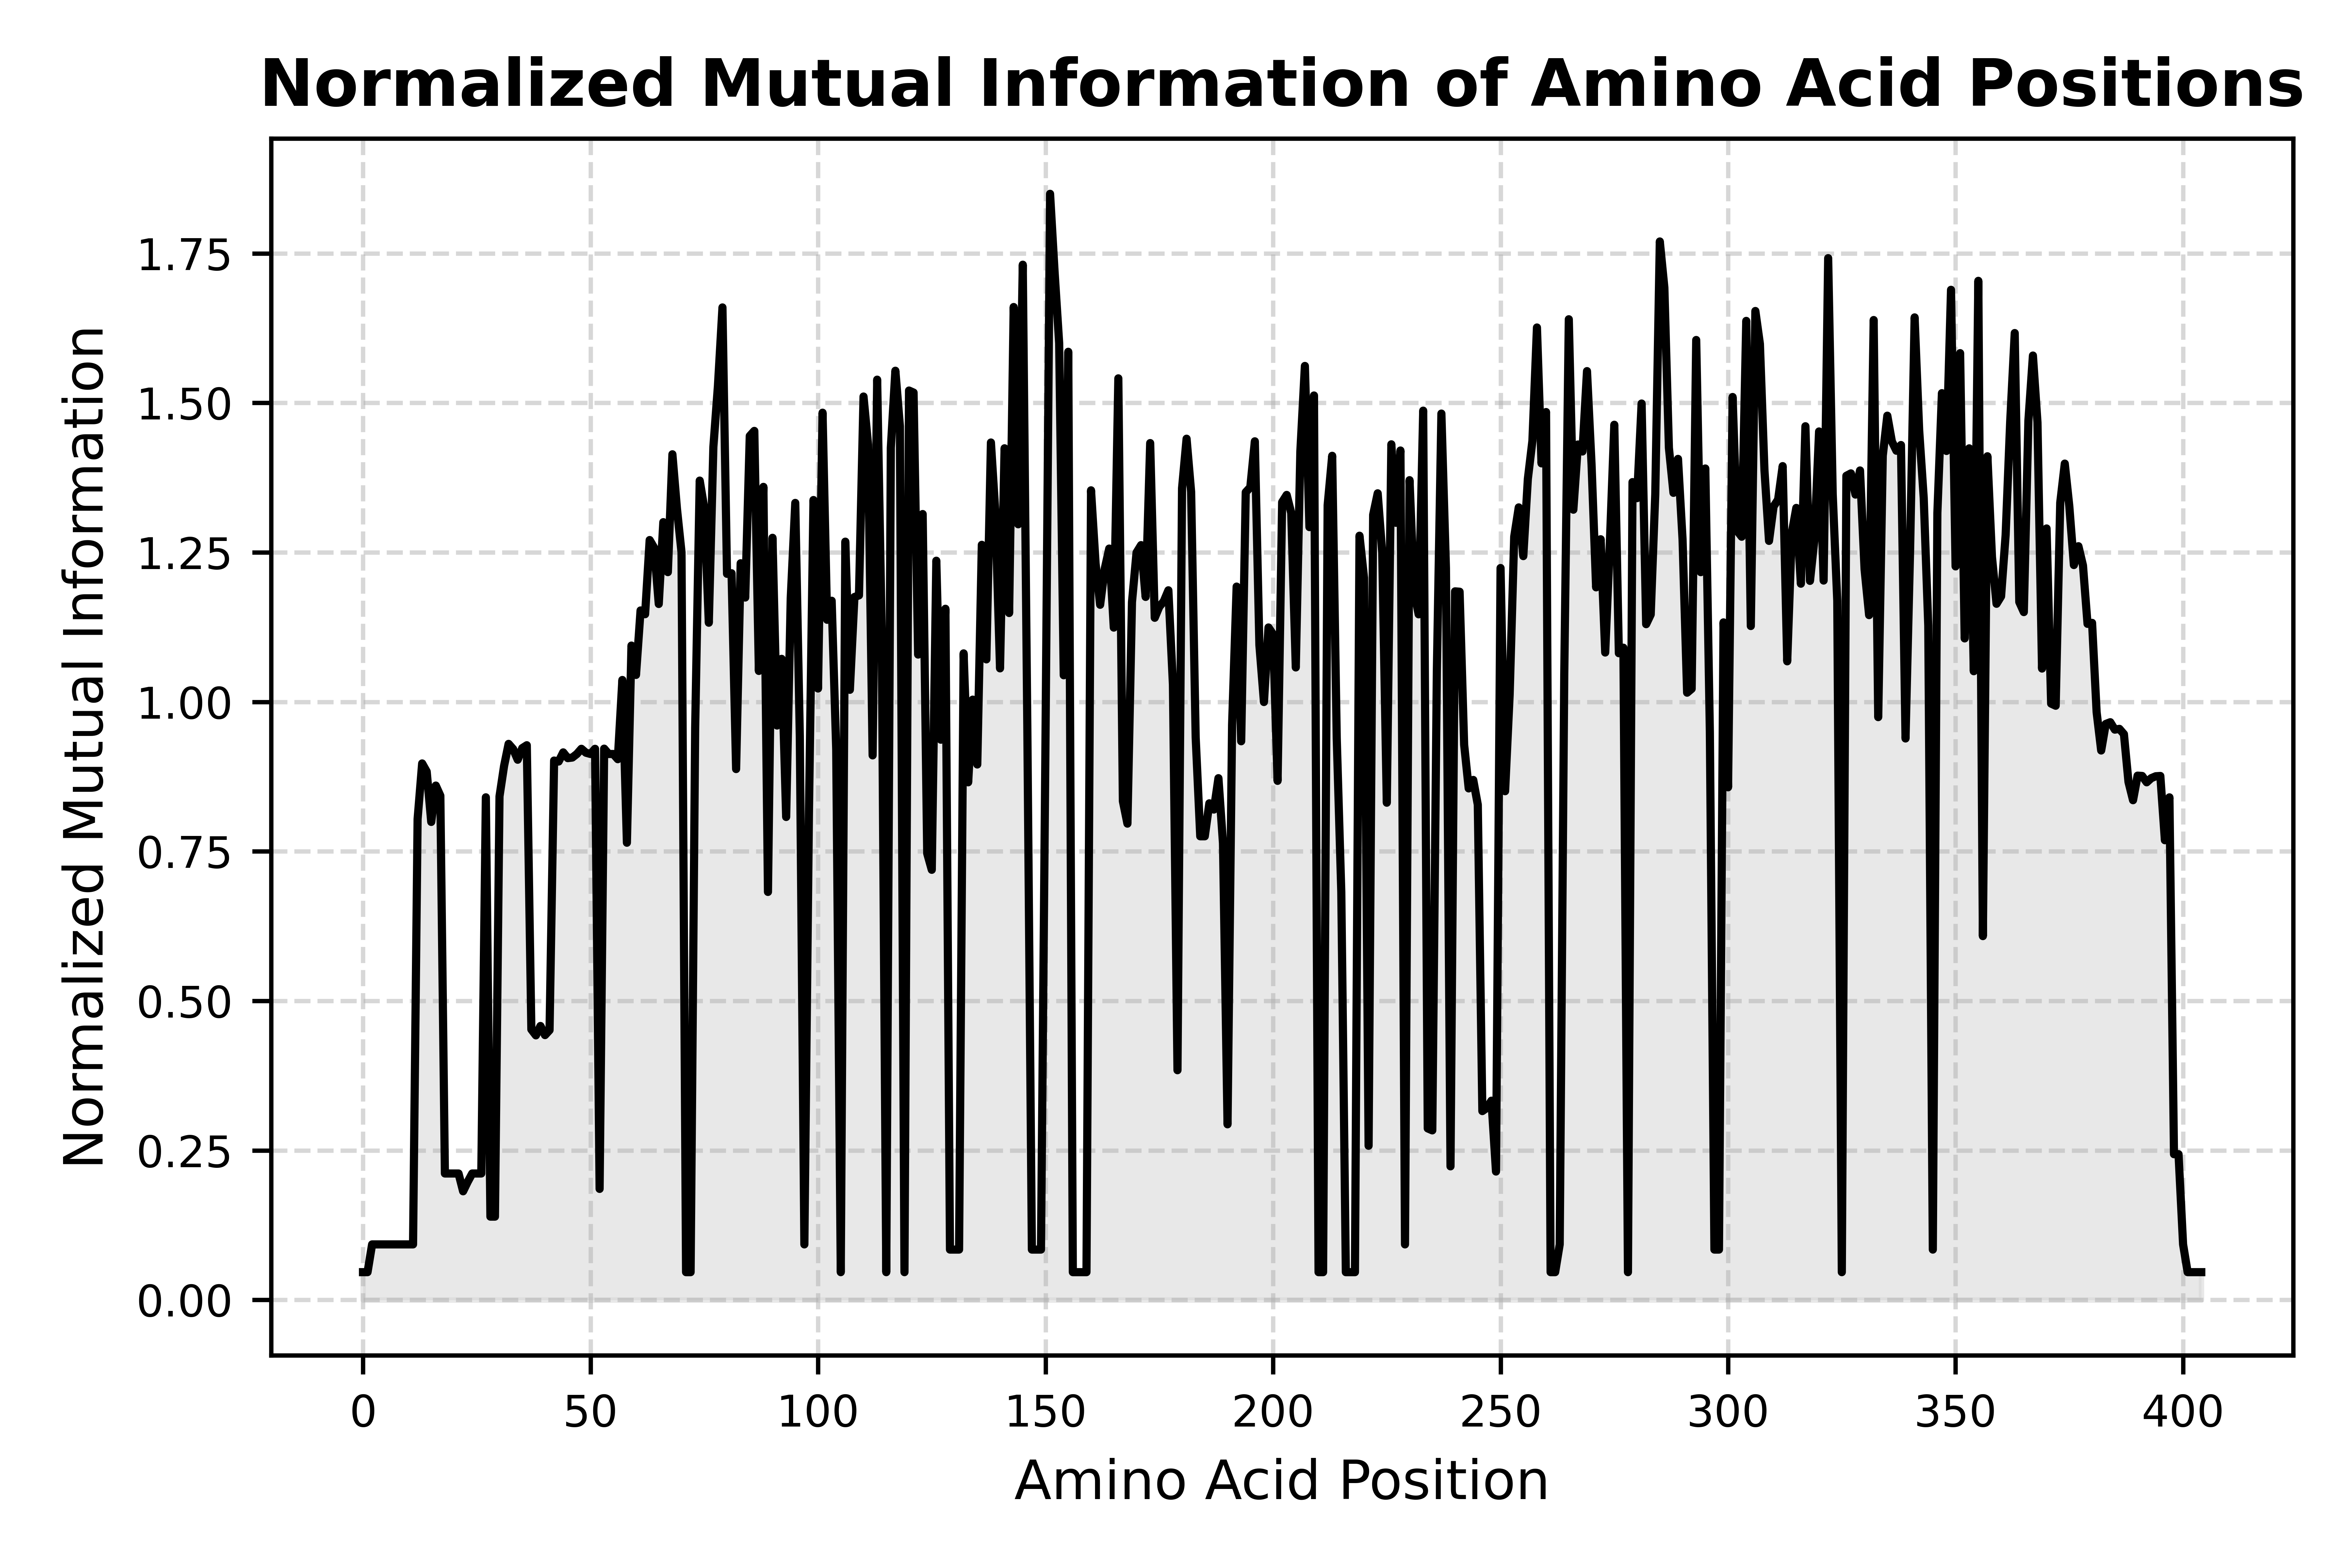 Normalized Mutual Information of Amino Acid Positions
Normalized Mutual Information
1.75
1.50
1.25
1.00
0.75
0.50
0.25
0.00
0 50 100 150 200 250 300 350 400
Amino Acid Position